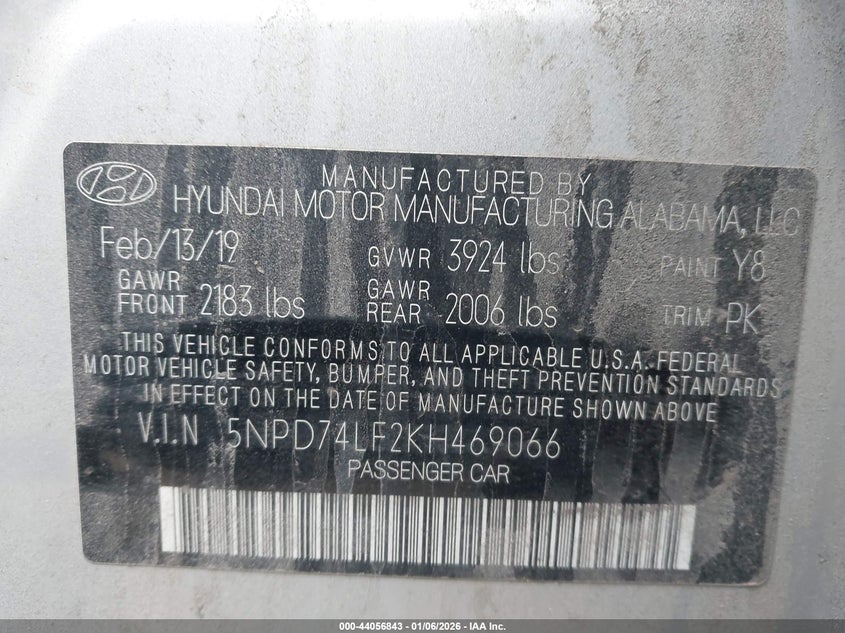 MANUFACTURED BY
HYUNDAI MOTOR MANUFACTURING ALABAMA, LLC
Feb/13/19 GVWR 3924 lbs PAINT Y8
GAWR FRONT 2183 lbs GAWR REAR 2006 lbs TRIM PK
THIS VEHICLE CONFORMS TO ALL APPLICABLE U.S.A. FEDERAL
MOTOR VEHICLE SAFETY, BUMPER, AND THEFT PREVENTION STANDARDS
IN EFFECT ON THE DATE OF MANUFACTURE SHOWN ABOVE.
V.I.N 5NPD74LF2KH469066
PASSENGER CAR
000-44056843 - 01/06/2026 - IAA Inc.